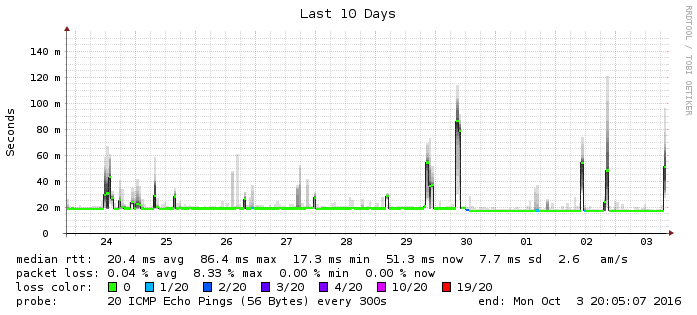 Last 10 Days
RRDTOOL / TOBI OETIKER
Seconds
140 m
120 m
100 m
80 m
60 m
40 m
20 m
0
24 25 26 27 28 29 30 01 02 03
median rtt: 20.4 ms avg 86.4 ms max 17.3 ms min 51.3 ms now 7.7 ms sd 2.6 am/s
packet loss: 0.04 % avg 8.33 % max 0.00 % min 0.00 % now
loss color: 0 1/20 2/20 3/20 4/20 10/20 19/20
probe: 20 ICMP Echo Pings (56 Bytes) every 300s end: Mon Oct 3 20:05:07 2016